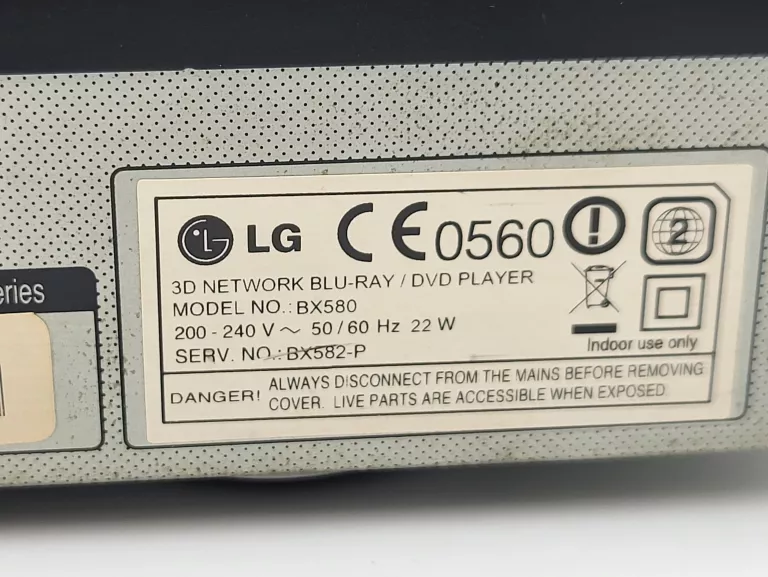 eries
LG CE0560
2
3D NETWORK BLU-RAY / DVD PLAYER
MODEL NO.: BX580
200 - 240 V ~ 50 / 60 Hz 22 W
SERV. NO.: BX582-P
Indoor use only
DANGER! ALWAYS DISCONNECT FROM THE MAINS BEFORE REMOVING
COVER. LIVE PARTS ARE ACCESSIBLE WHEN EXPOSED